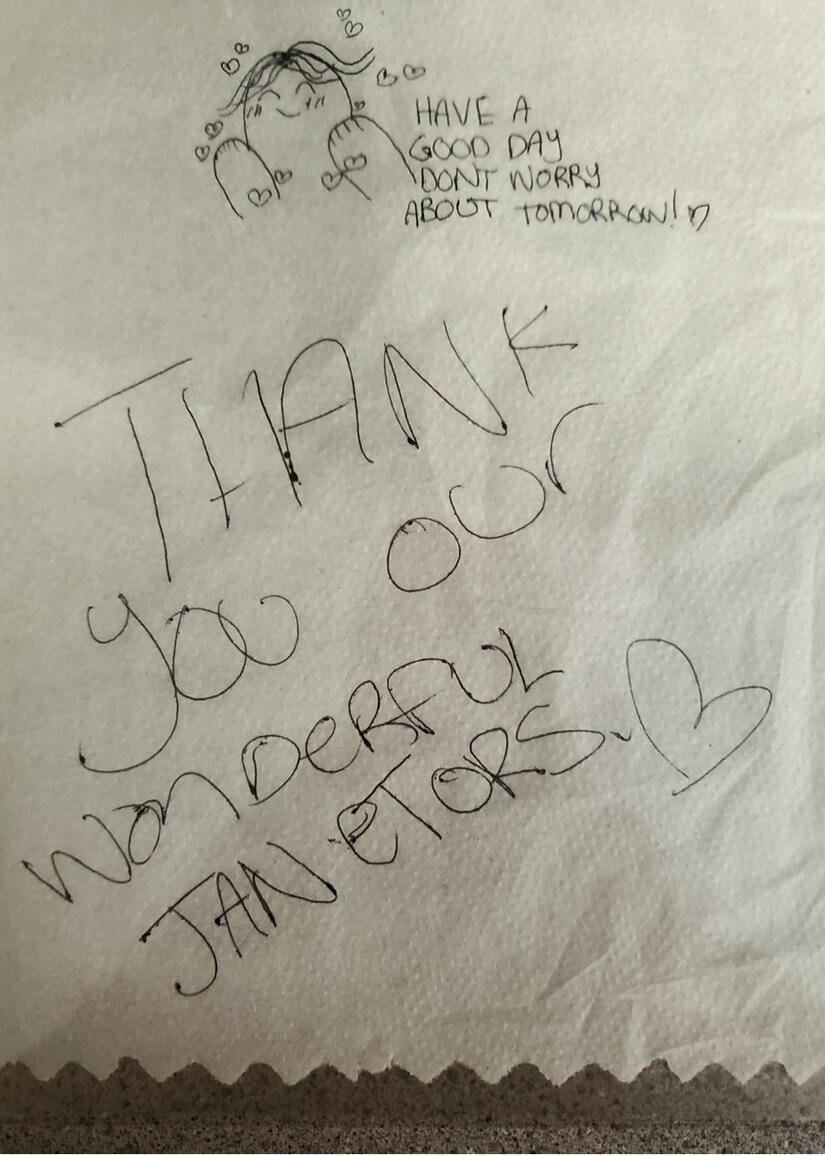 HAVE A
GOOD DAY
DONT WORRY
ABOUT TOMORROW!
THANK
YOU OUR
WONDERFUL
JANETORS.